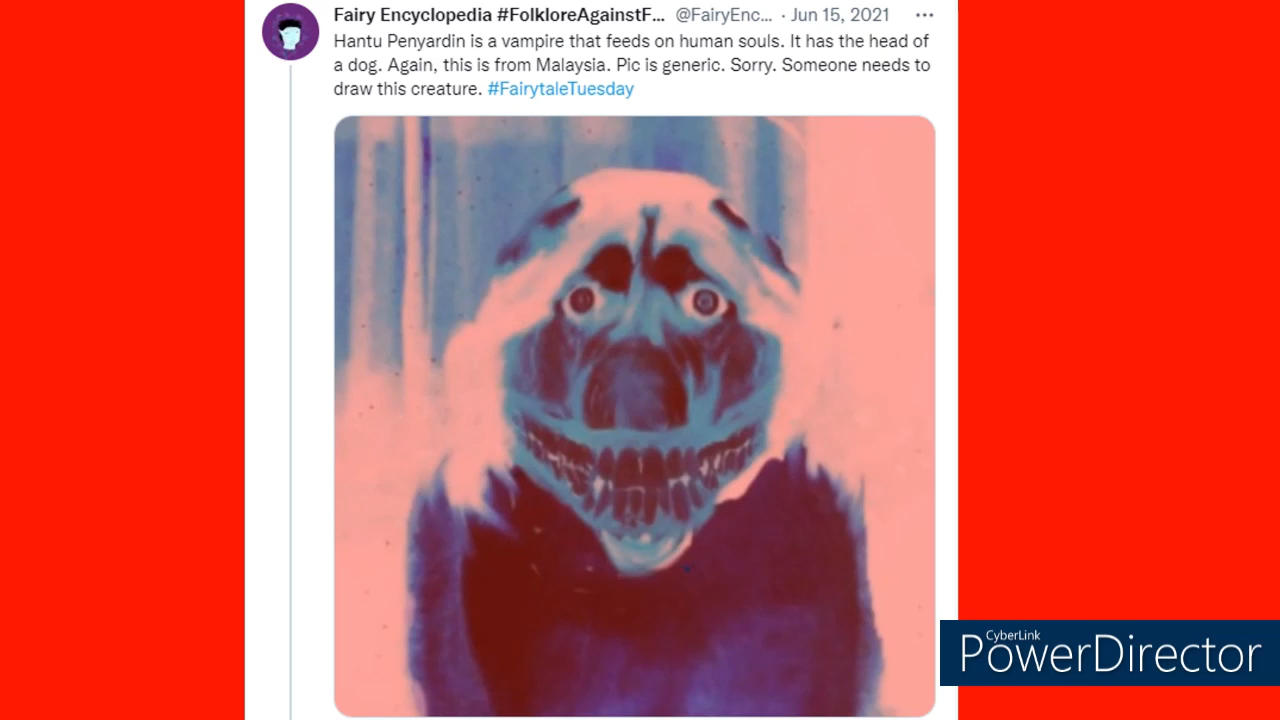 Fairy Encyclopedia #FolkloreAgainstF... @FairyEnc... · Jun 15, 2021 ···
Hantu Penyardin is a vampire that feeds on human souls. It has the head of
a dog. Again, this is from Malaysia. Pic is generic. Sorry. Someone needs to
draw this creature. #FairytaleTuesday
CyberLink
PowerDirector